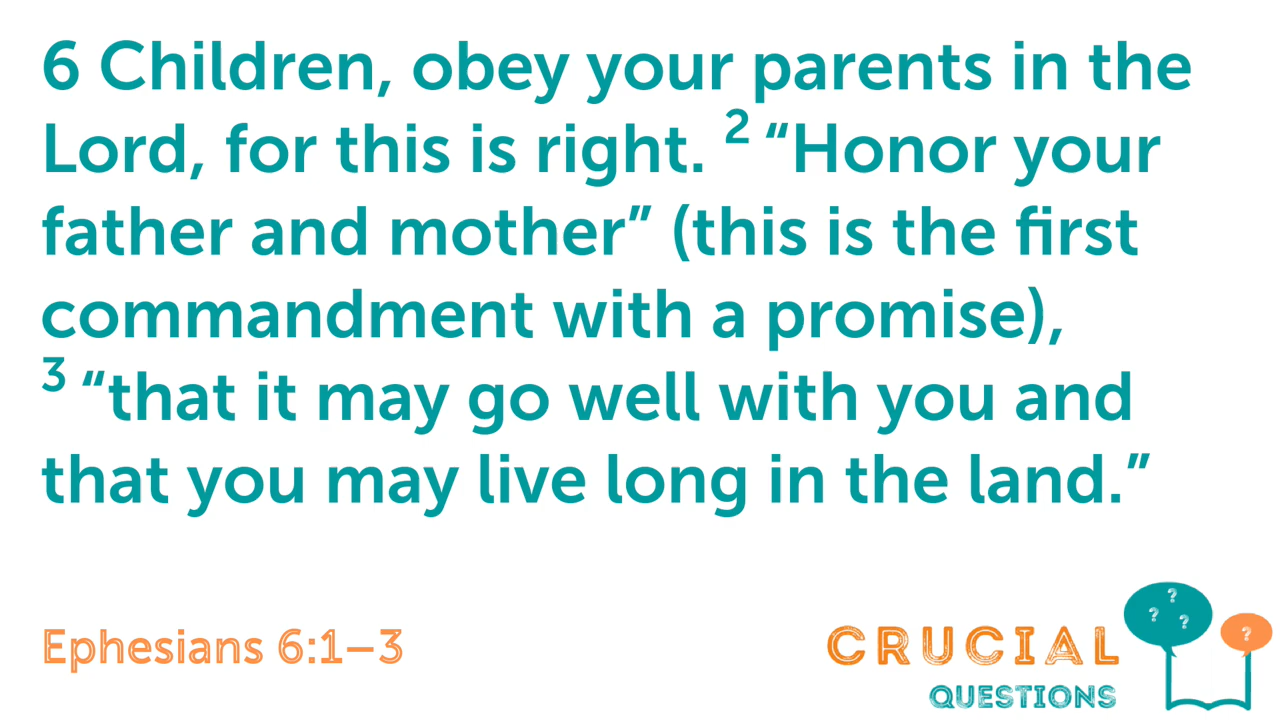 6 Children, obey your parents in the
Lord, for this is right. 2 “Honor your
father and mother” (this is the first
commandment with a promise),
3 “that it may go well with you and
that you may live long in the land.”
Ephesians 6:1–3
CRUCIAL
QUESTIONS
? ? ? ?